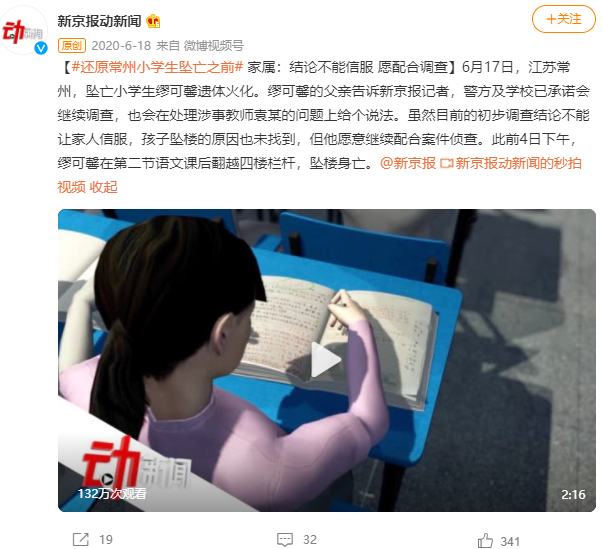 动新闻
新京报动新闻
+关注
原创 2020-6-18 来自 微博视频号
【#还原常州小学生坠亡之前# 家属：结论不能信服 愿配合调查】6月17日，江苏常
州，坠亡小学生缪可馨遗体火化。缪可馨的父亲告诉新京报记者，警方及学校已承诺会
继续调查，也会在处理涉事教师袁某的问题上给个说法。虽然目前的初步调查结论不能
让家人信服，孩子坠楼的原因也未找到，但他愿意继续配合案件侦查。此前4日下午，
缪可馨在第二节语文课后翻越四楼栏杆，坠楼身亡。@新京报 新京报动新闻的秒拍
视频 收起
动新闻
132万次观看
2:16
19
32
341